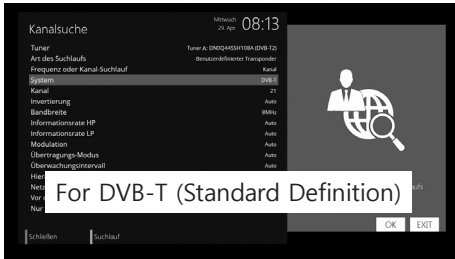 Kanalsuche
Mittwoch
29. Apr. 08:13
Tuner Tuner A: DN0Q44SSH108A (DVB-T2)
Art des Suchlaufs Benutzerdefinierter Transponder
Frequenz oder Kanal-Suchlauf Kanal
System DVB-T
Kanal 21
Invertierung Auto
Bandbreite 8MHz
Informationsrate HP Auto
Informationsrate LP Auto
Modulation Auto
Übertragungs-Modus Auto
Überwachungsintervall Auto
Hier
Netz
Vor
Nur
For DVB-T (Standard Definition)
OK EXIT
Schließen Suchlauf